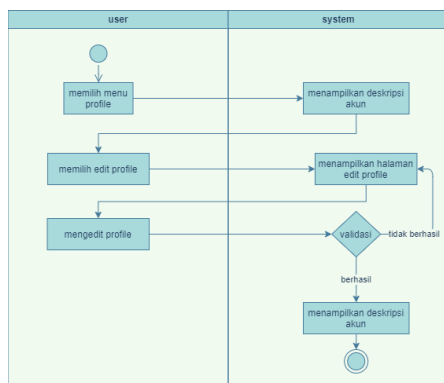 user
system
memilih menu
profile
menampilkan deskripsi
akun
memilih edit profile
menampilkan halaman
edit profile
mengedit profile
validasi
tidak berhasil
berhasil
menampilkan deskripsi
akun